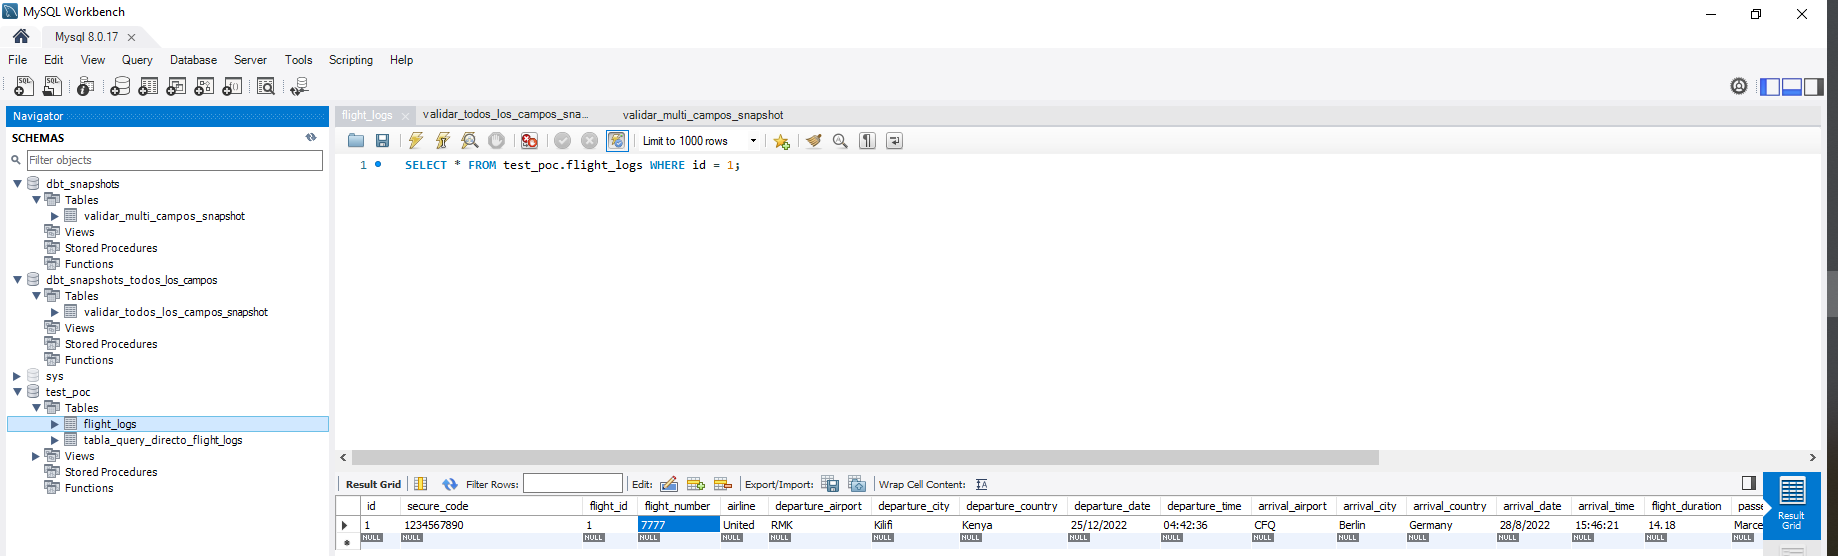 MySQL Workbench
Mysql 8.0.17
File Edit View Query Database Server Tools Scripting Help
Navigator
SCHEMAS
Filter objects
dbt_snapshots
Tables
validar_multi_campos_snapshot
Views
Stored Procedures
Functions
dbt_snapshots_todos_los_campos
Tables
validar_todos_los_campos_snapshot
Views
Stored Procedures
Functions
sys
test_poc
Tables
flight_logs
tabla_query_directo_flight_logs
Views
Stored Procedures
Functions
flight_logs validar_todos_los_campos_sna... validar_multi_campos_snapshot
Limit to 1000 rows
1 SELECT * FROM test_poc.flight_logs WHERE id = 1;
Result Grid Filter Rows: Edit: Export/Import: Wrap Cell Content:
id secure_code flight_id flight_number airline departure_airport departure_city departure_country departure_date departure_time arrival_airport arrival_city arrival_country arrival_date arrival_time flight_duration passe
1 1234567890 1 7777 United RMK Kilifi Kenya 25/12/2022 04:42:36 CFQ Berlin Germany 28/8/2022 15:46:21 14.18 Marce
NULL NULL NULL NULL NULL NULL NULL NULL NULL NULL NULL NULL NULL NULL NULL NULL NULL
Result
Grid